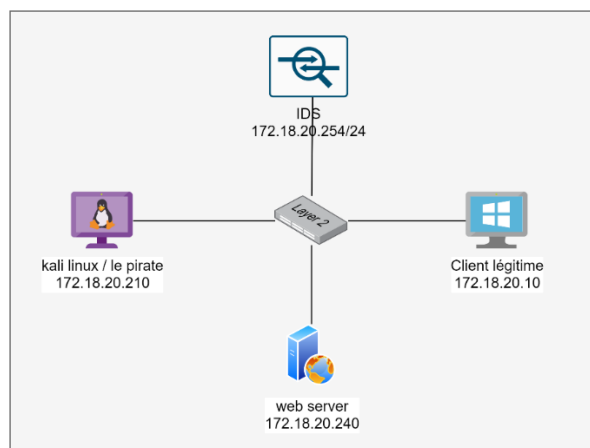 IDS
172.18.20.254/24
Layer 2
kali linux / le pirate
172.18.20.210
Client légitime
172.18.20.10
web server
172.18.20.240